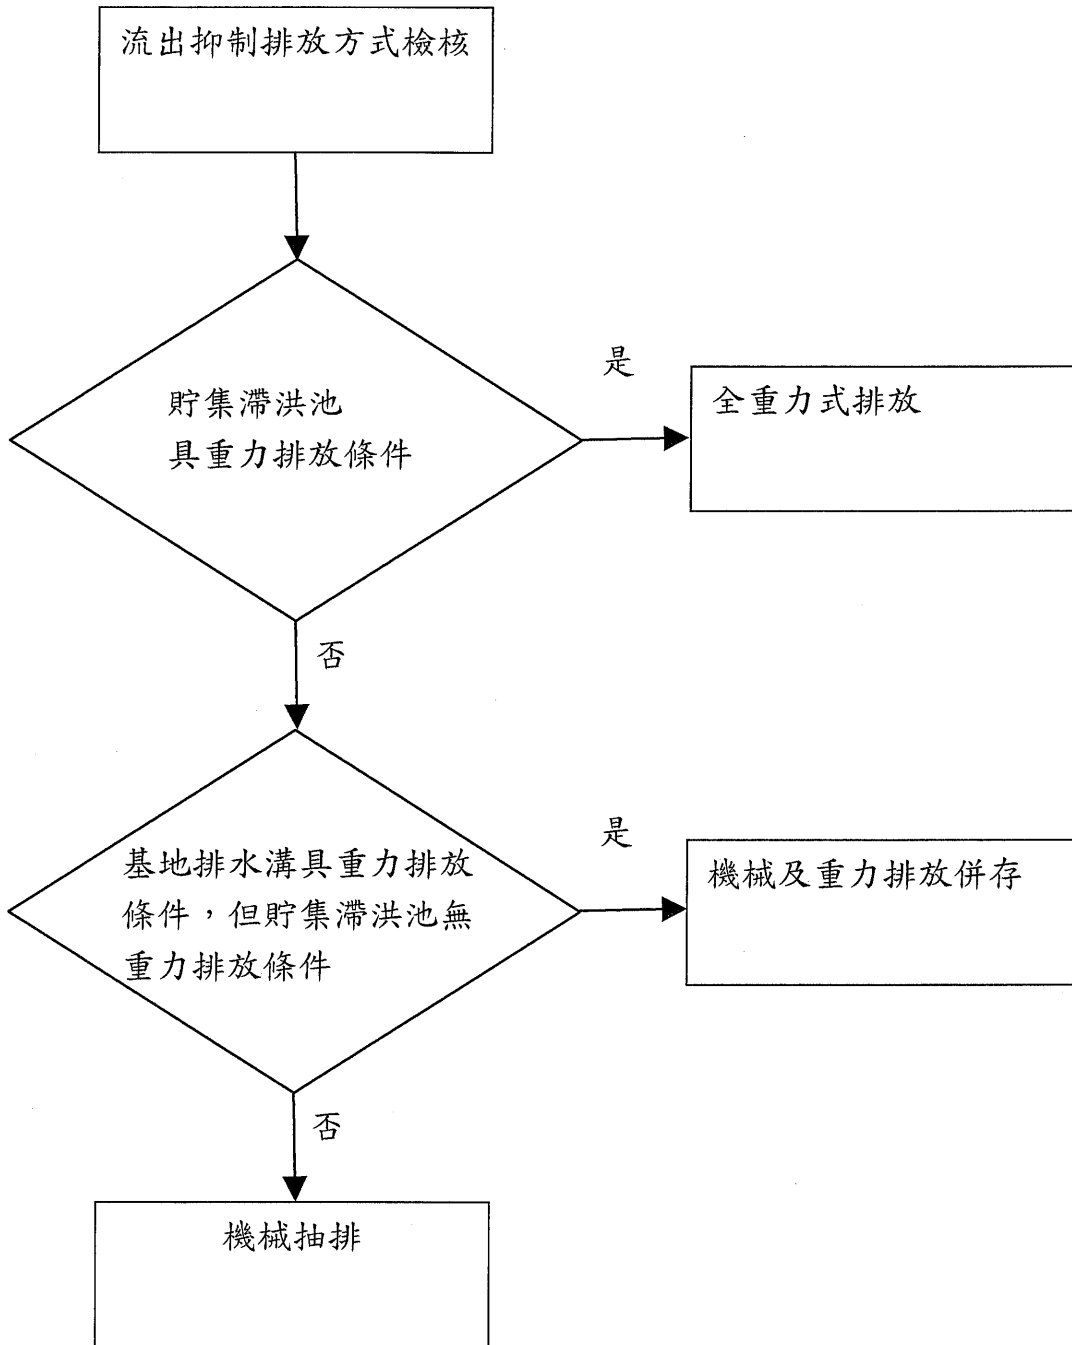 流出抑制排放方式檢核
貯集滯洪池
具重力排放條件
是
全重力式排放
否
基地排水溝具重力排放
條件，但貯集滯洪池無
重力排放條件
是
機械及重力排放併存
否
機械抽排